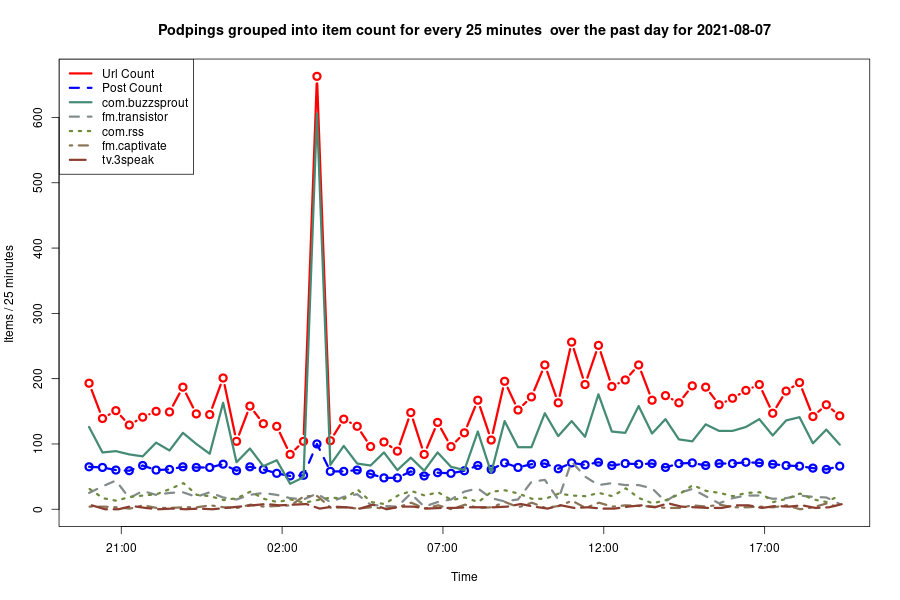 Podpings grouped into item count for every 25 minutes  over the past day for 2021-08-07
Url Count
Post Count
com.buzzsprout
fm.transistor
com.rss
fm.captivate
tv.3speak
Items / 25 minutes
600
500
400
300
200
100
0
21:00 02:00 07:00 12:00 17:00
Time